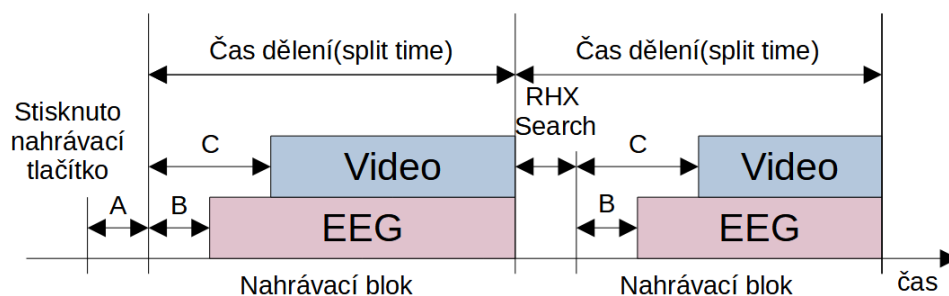 Čas dělení(split time)
Čas dělení(split time)
Stisknuto
nahrávací
tlačítko
RHX
Search
C
Video
C
Video
A
B
EEG
B
EEG
Nahrávací blok
Nahrávací blok
čas